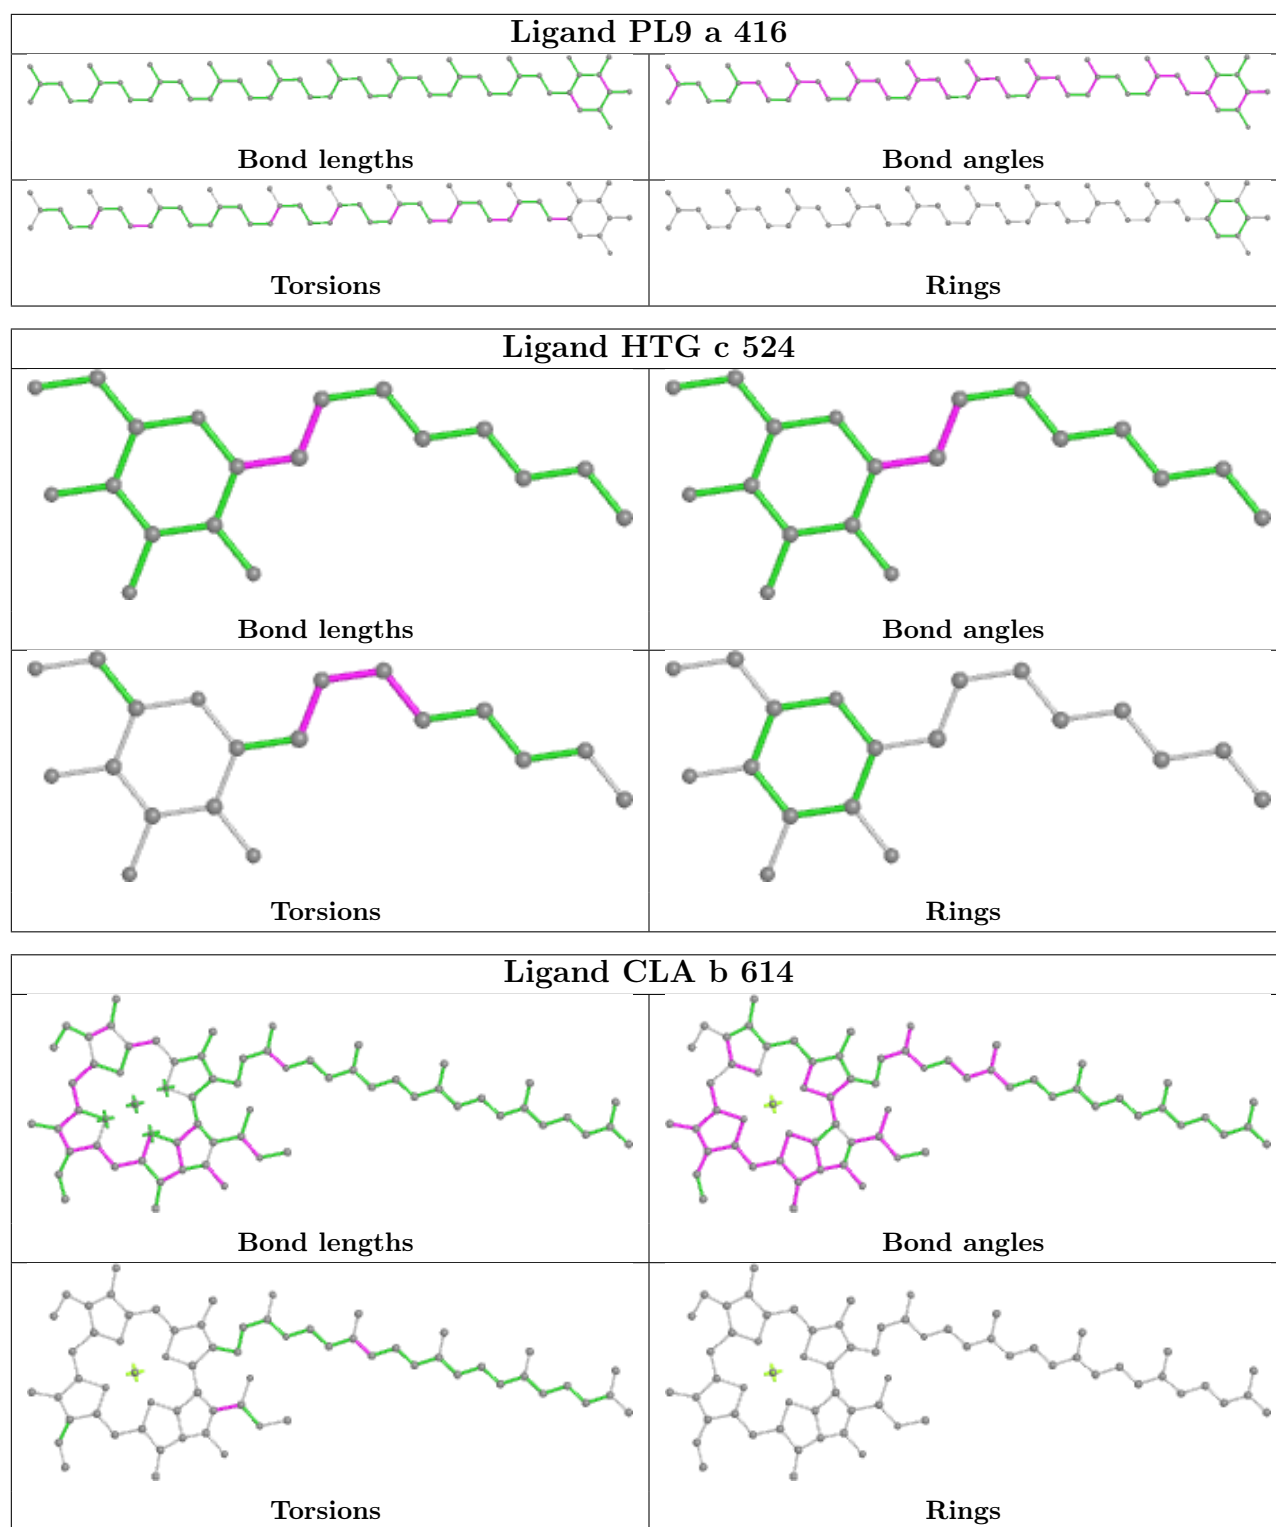 Ligand PL9 a 416
Bond lengths
Bond angles
Torsions
Rings
Ligand HTG c 524
Bond lengths
Bond angles
Torsions
Rings
Ligand CLA b 614
Bond lengths
Bond angles
Torsions
Rings